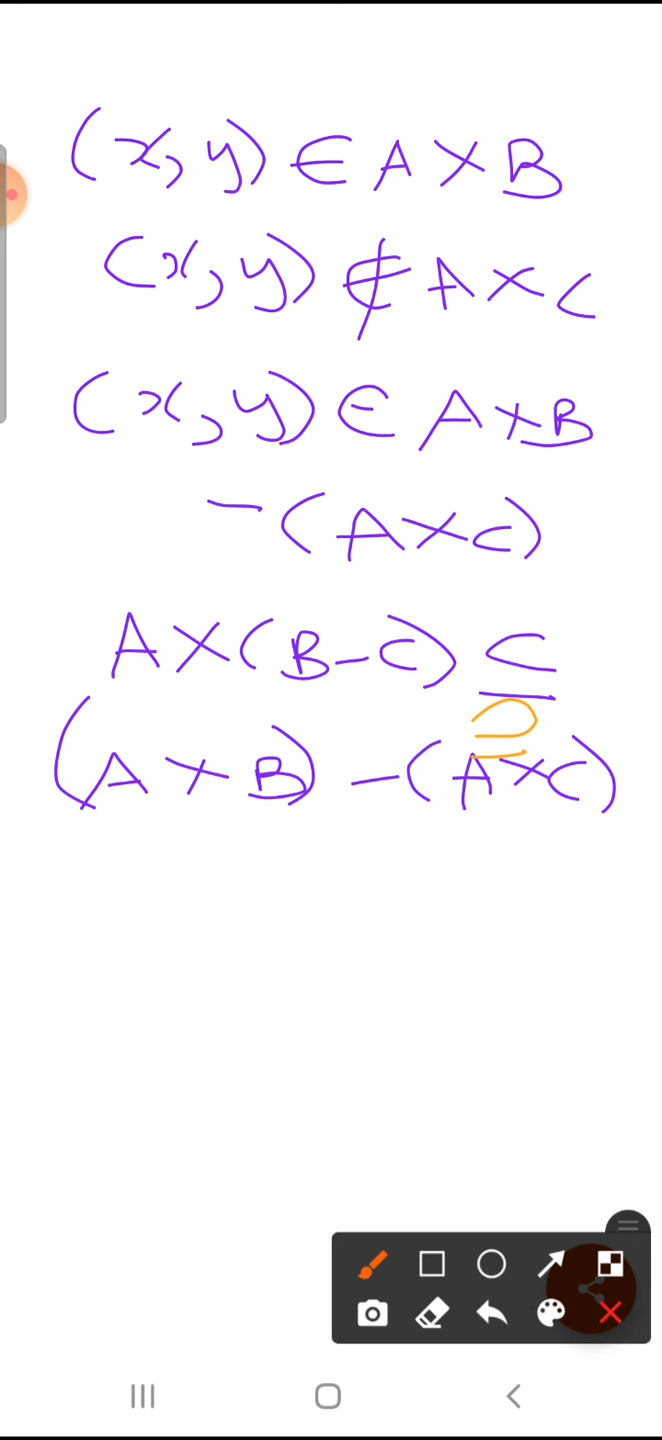 (x, y) ∈ A × B
(x, y) ∉ A × C
(x, y) ∈ A × B
− (A × C)
A × (B − C) ⊆
⊇
(A × B) − (A × C)